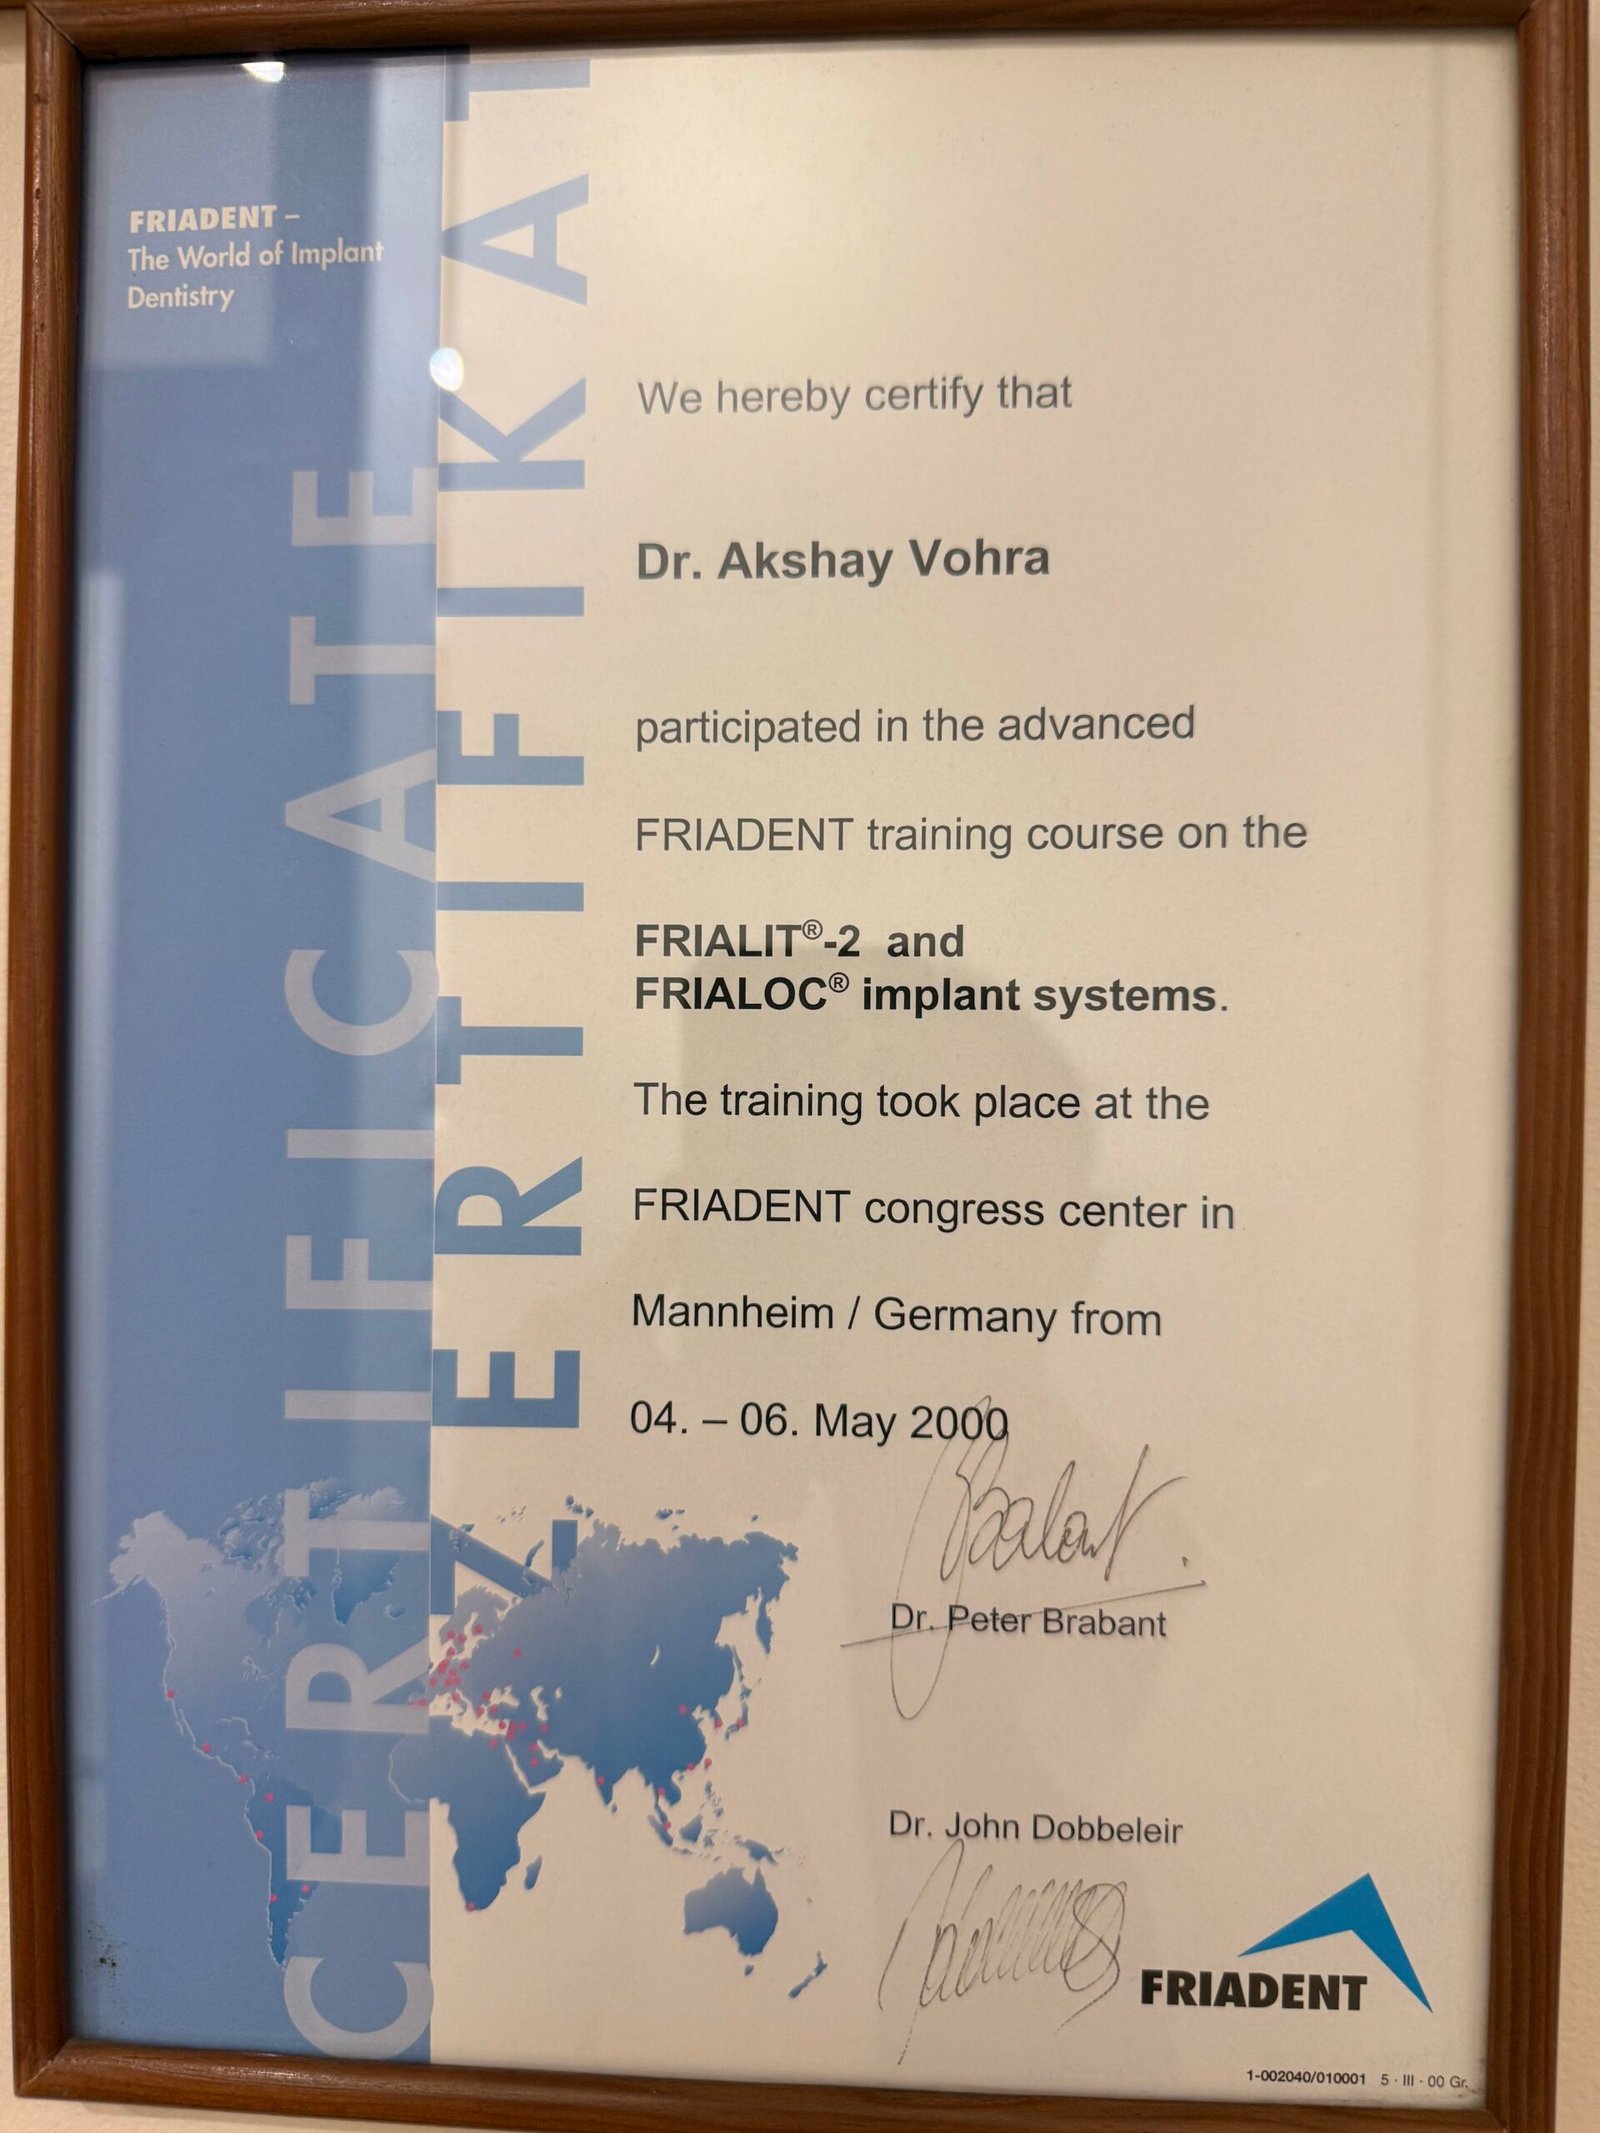 FRIADENT –
The World of Implant
Dentistry
CERTIFICATE
ZERTIFIKAT
We hereby certify that
Dr. Akshay Vohra
participated in the advanced
FRIADENT training course on the
FRIALIT®-2 and
FRIALOC® implant systems.
The training took place at the
FRIADENT congress center in
Mannheim / Germany from
04. – 06. May 2000
Dr. Peter Brabant
Dr. John Dobbeleir
FRIADENT
1-002040/010001 5 · III · 00 Gr.